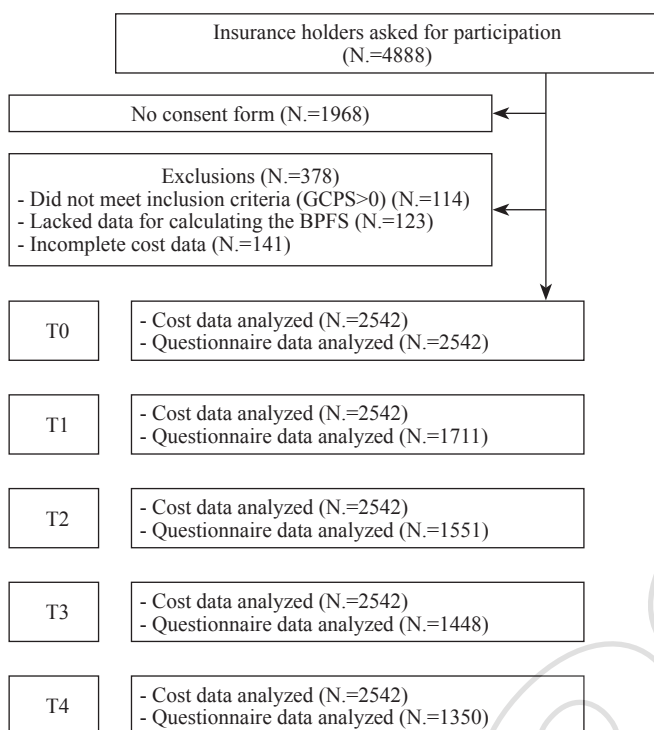 Insurance holders asked for participation
(N.=4888)
No consent form (N.=1968)
Exclusions (N.=378)
- Did not meet inclusion criteria (GCPS>0) (N.=114)
- Lacked data for calculating the BPFS (N.=123)
- Incomplete cost data (N.=141)
T0
- Cost data analyzed (N.=2542)
- Questionnaire data analyzed (N.=2542)
T1
- Cost data analyzed (N.=2542)
- Questionnaire data analyzed (N.=1711)
T2
- Cost data analyzed (N.=2542)
- Questionnaire data analyzed (N.=1551)
T3
- Cost data analyzed (N.=2542)
- Questionnaire data analyzed (N.=1448)
T4
- Cost data analyzed (N.=2542)
- Questionnaire data analyzed (N.=1350)